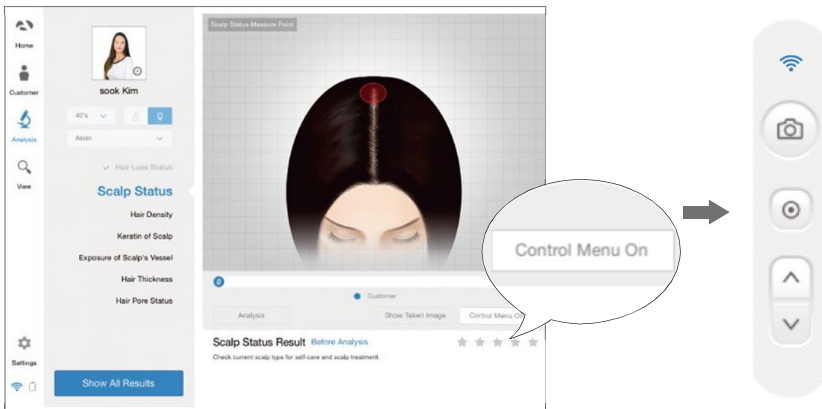 Home
Customer
Analysis
View
Settings
sook Kim
40's
Asian
Hair Loss Status
Scalp Status
Hair Density
Keratin of Scalp
Exposure of Scalp's Vessel
Hair Thickness
Hair Pore Status
Show All Results
Scalp Status Measure Point
0
Customer
Analysis
Show Taken Image
Control Menu On
Scalp Status Result Before Analysis
Check current scalp type for self-care and scalp treatment.
Control Menu On